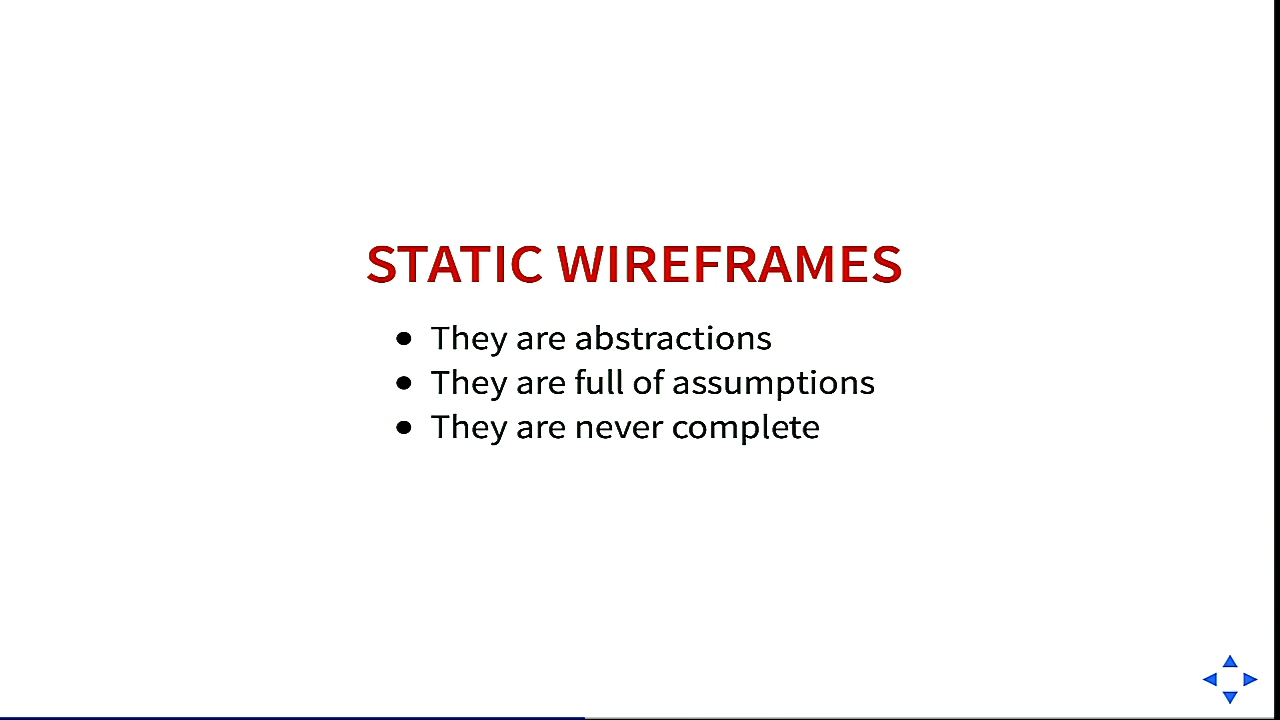 STATIC WIREFRAMES
• They are abstractions
• They are full of assumptions
• They are never complete